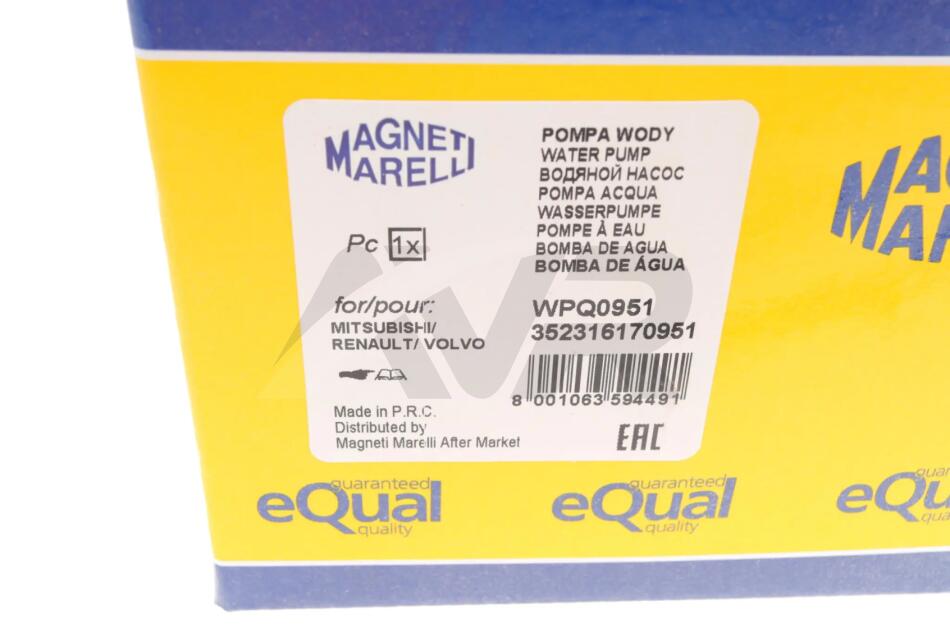 MAGNETI
MARELLI
Pc 1x
for/pour:
MITSUBISHI/
RENAULT/ VOLVO
Made in P.R.C.
Distributed by
Magneti Marelli After Market
POMPA WODY
WATER PUMP
ВОДЯНОЙ НАСОС
POMPA ACQUA
WASSERPUMPE
POMPE À EAU
BOMBA DE AGUA
BOMBA DE ÁGUA
WPQ0951
352316170951
8 001063 594491
EAC
AVP
guaranteed
eQual
quality
guaranteed
eQual
quality